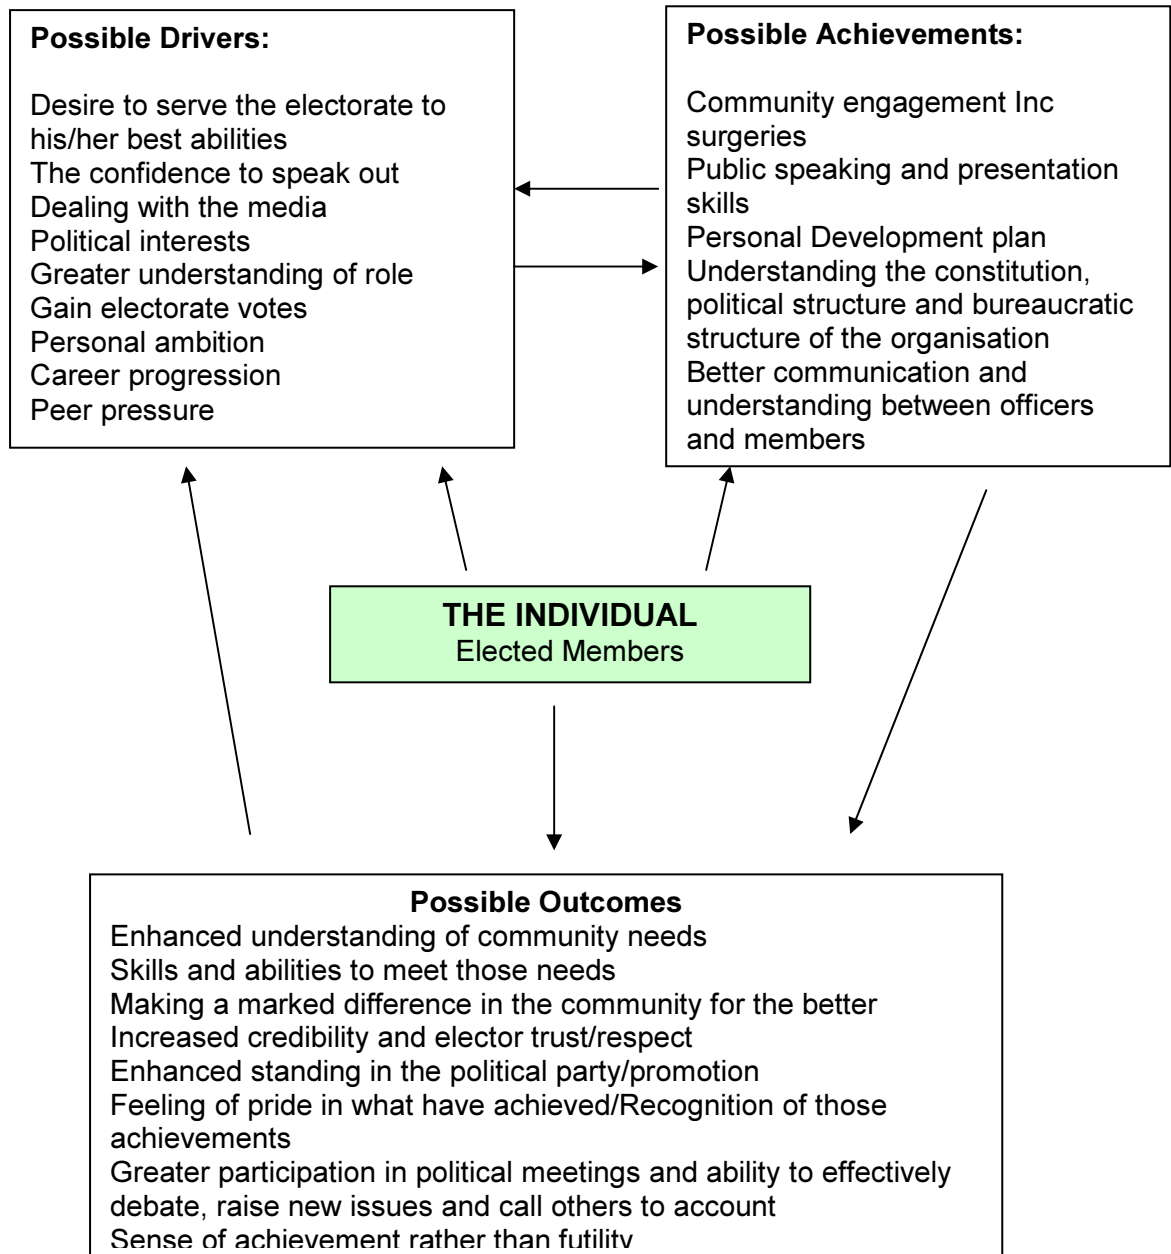 Possible Drivers:
Desire to serve the electorate to
his/her best abilities
The confidence to speak out
Dealing with the media
Political interests
Greater understanding of role
Gain electorate votes
Personal ambition
Career progression
Peer pressure
Possible Achievements:
Community engagement Inc
surgeries
Public speaking and presentation
skills
Personal Development plan
Understanding the constitution,
political structure and bureaucratic
structure of the organisation
Better communication and
understanding between officers
and members
THE INDIVIDUAL
Elected Members
Possible Outcomes
Enhanced understanding of community needs
Skills and abilities to meet those needs
Making a marked difference in the community for the better
Increased credibility and elector trust/respect
Enhanced standing in the political party/promotion
Feeling of pride in what have achieved/Recognition of those
achievements
Greater participation in political meetings and ability to effectively
debate, raise new issues and call others to account
Sense of achievement rather than futility